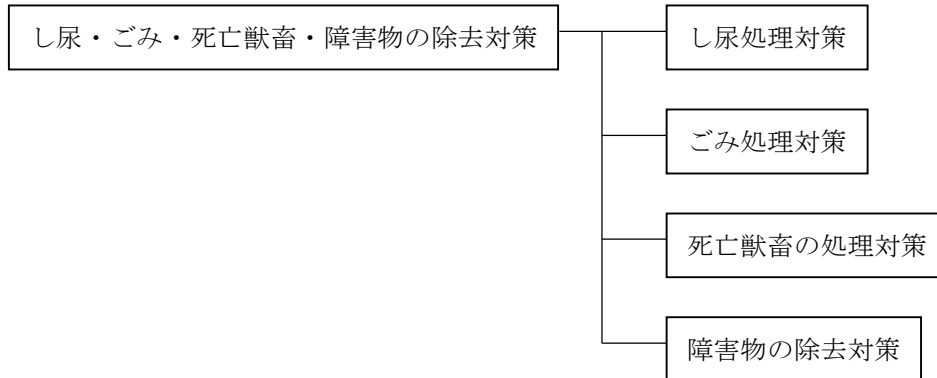 し尿・ごみ・死亡獣畜・障害物の除去対策
し尿処理対策
ごみ処理対策
死亡獣畜の処理対策
障害物の除去対策